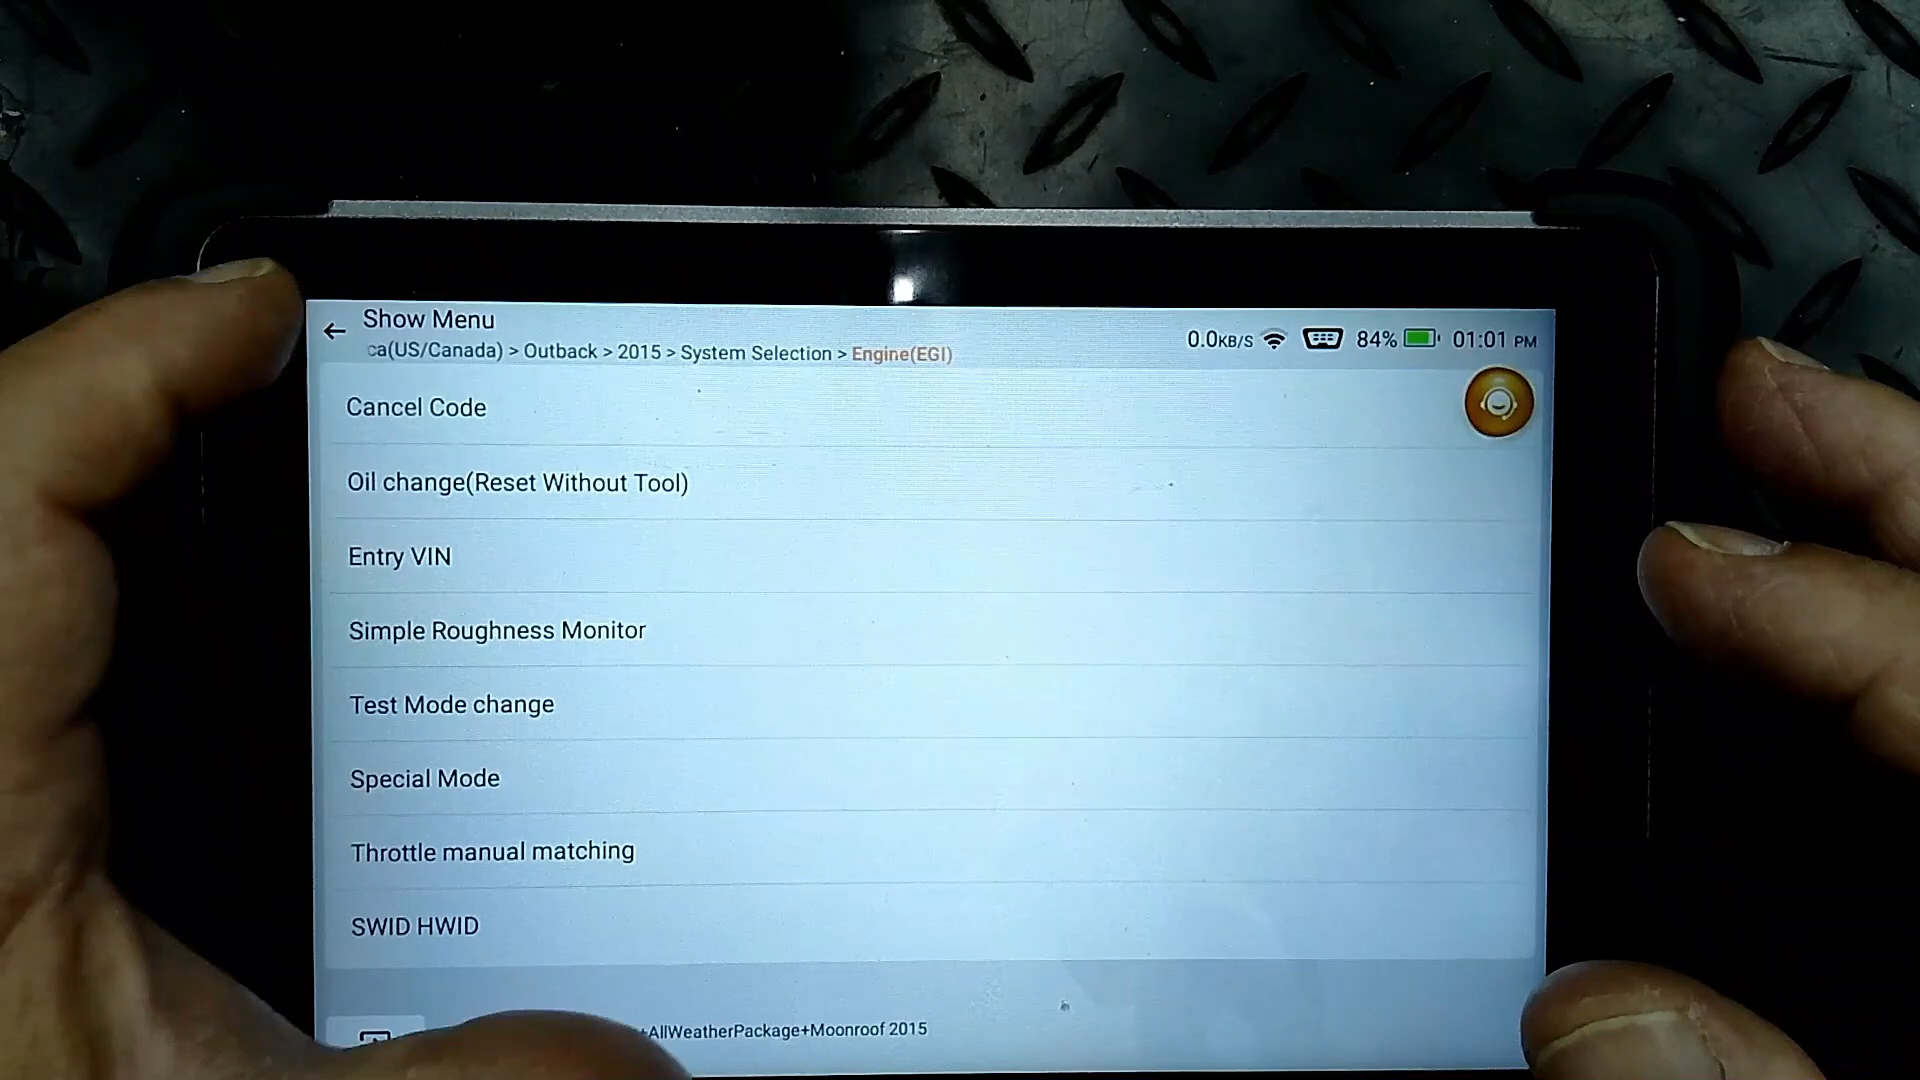 Show Menu
ca(US/Canada) > Outback > 2015 > System Selection > Engine(EGI)
0.0KB/S 84% 01:01 PM
Cancel Code
Oil change(Reset Without Tool)
Entry VIN
Simple Roughness Monitor
Test Mode change
Special Mode
Throttle manual matching
SWID HWID
+AllWeatherPackage+Moonroof 2015